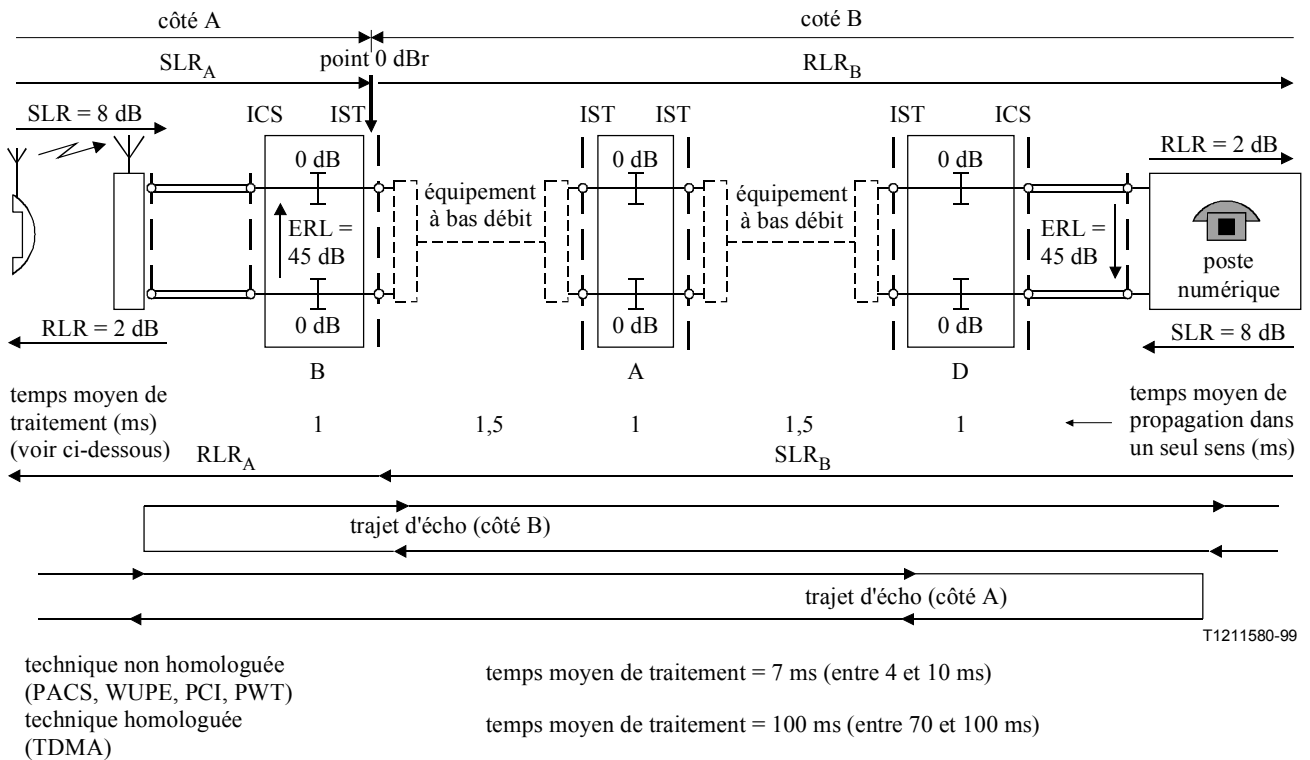 côté A
coté B
point 0 dBr
SLR_A
RLR_B
SLR = 8 dB
ICS
IST
IST
IST
IST
ICS
RLR = 2 dB
0 dB
0 dB
0 dB
équipement
à bas débit
équipement
à bas débit
ERL =
45 dB
ERL =
45 dB
poste
numérique
0 dB
0 dB
0 dB
RLR = 2 dB
SLR = 8 dB
B
A
D
temps moyen de
traitement (ms)
(voir ci-dessous)
1
1,5
1
1,5
1
temps moyen de
propagation dans
un seul sens (ms)
RLR_A
SLR_B
trajet d'écho (côté B)
trajet d'écho (côté A)
T1211580-99
technique non homologuée
(PACS, WUPE, PCI, PWT)
temps moyen de traitement = 7 ms (entre 4 et 10 ms)
technique homologuée
(TDMA)
temps moyen de traitement = 100 ms (entre 70 et 100 ms)